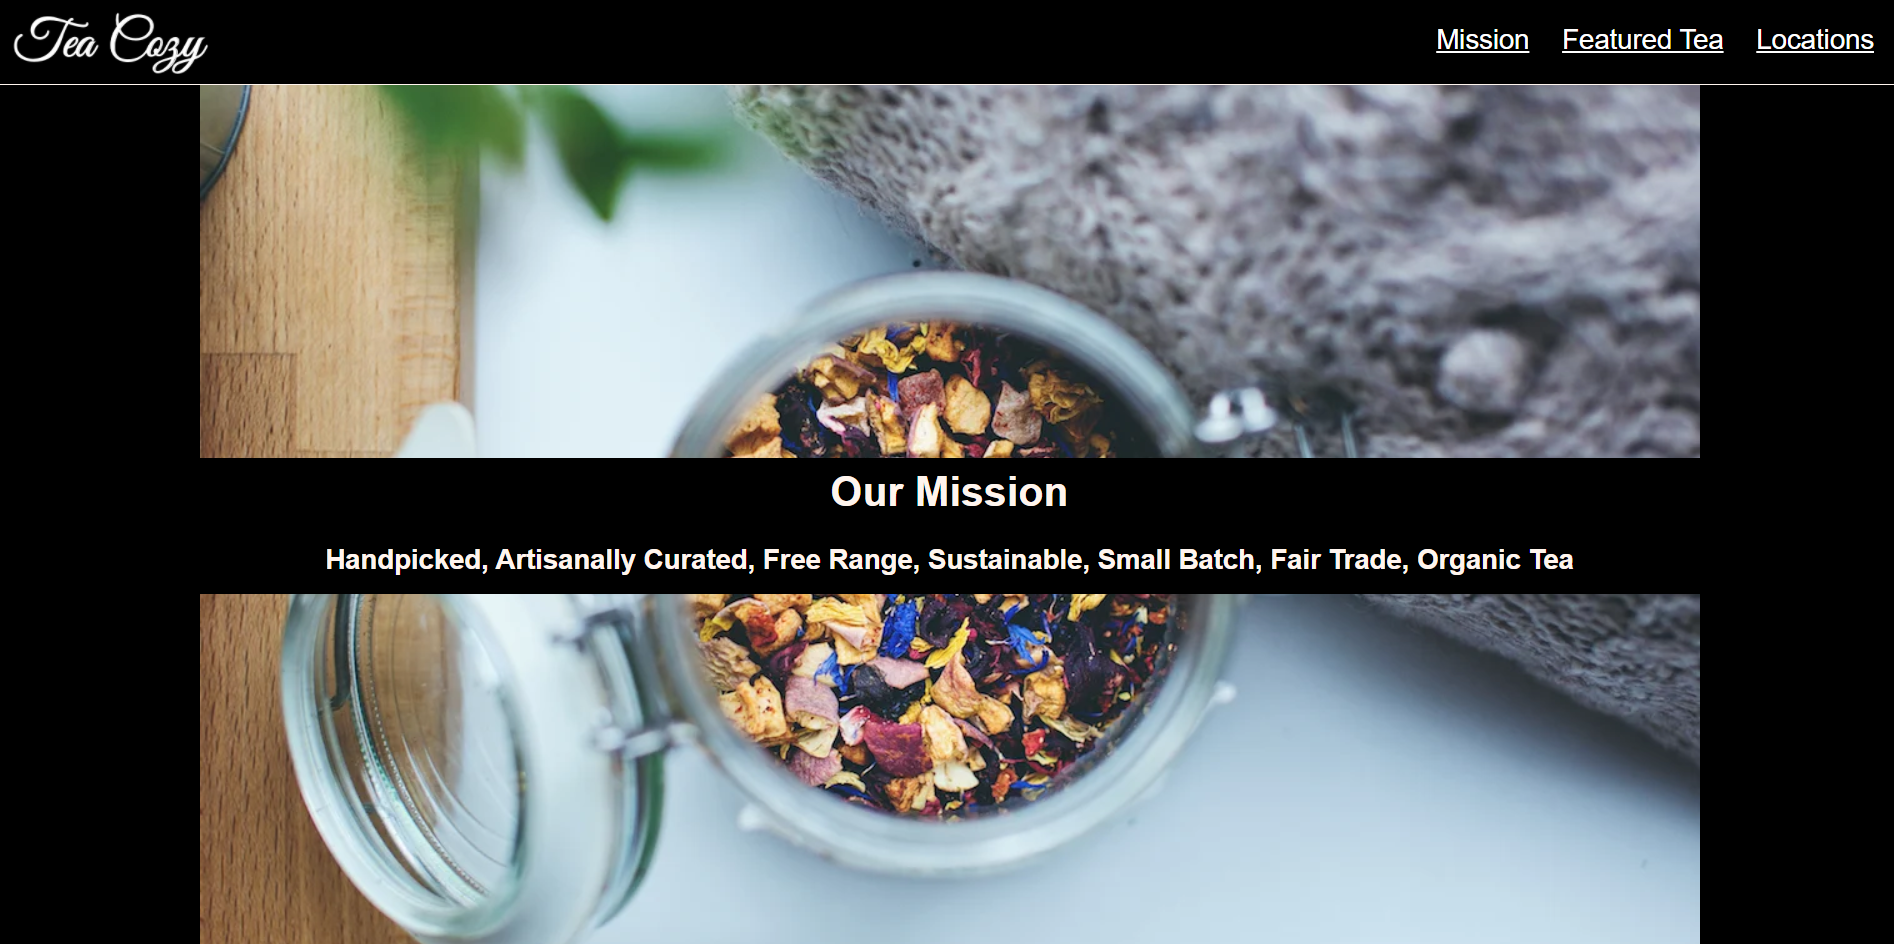 Tea Cozy
Mission Featured Tea Locations
Our Mission
Handpicked, Artisanally Curated, Free Range, Sustainable, Small Batch, Fair Trade, Organic Tea